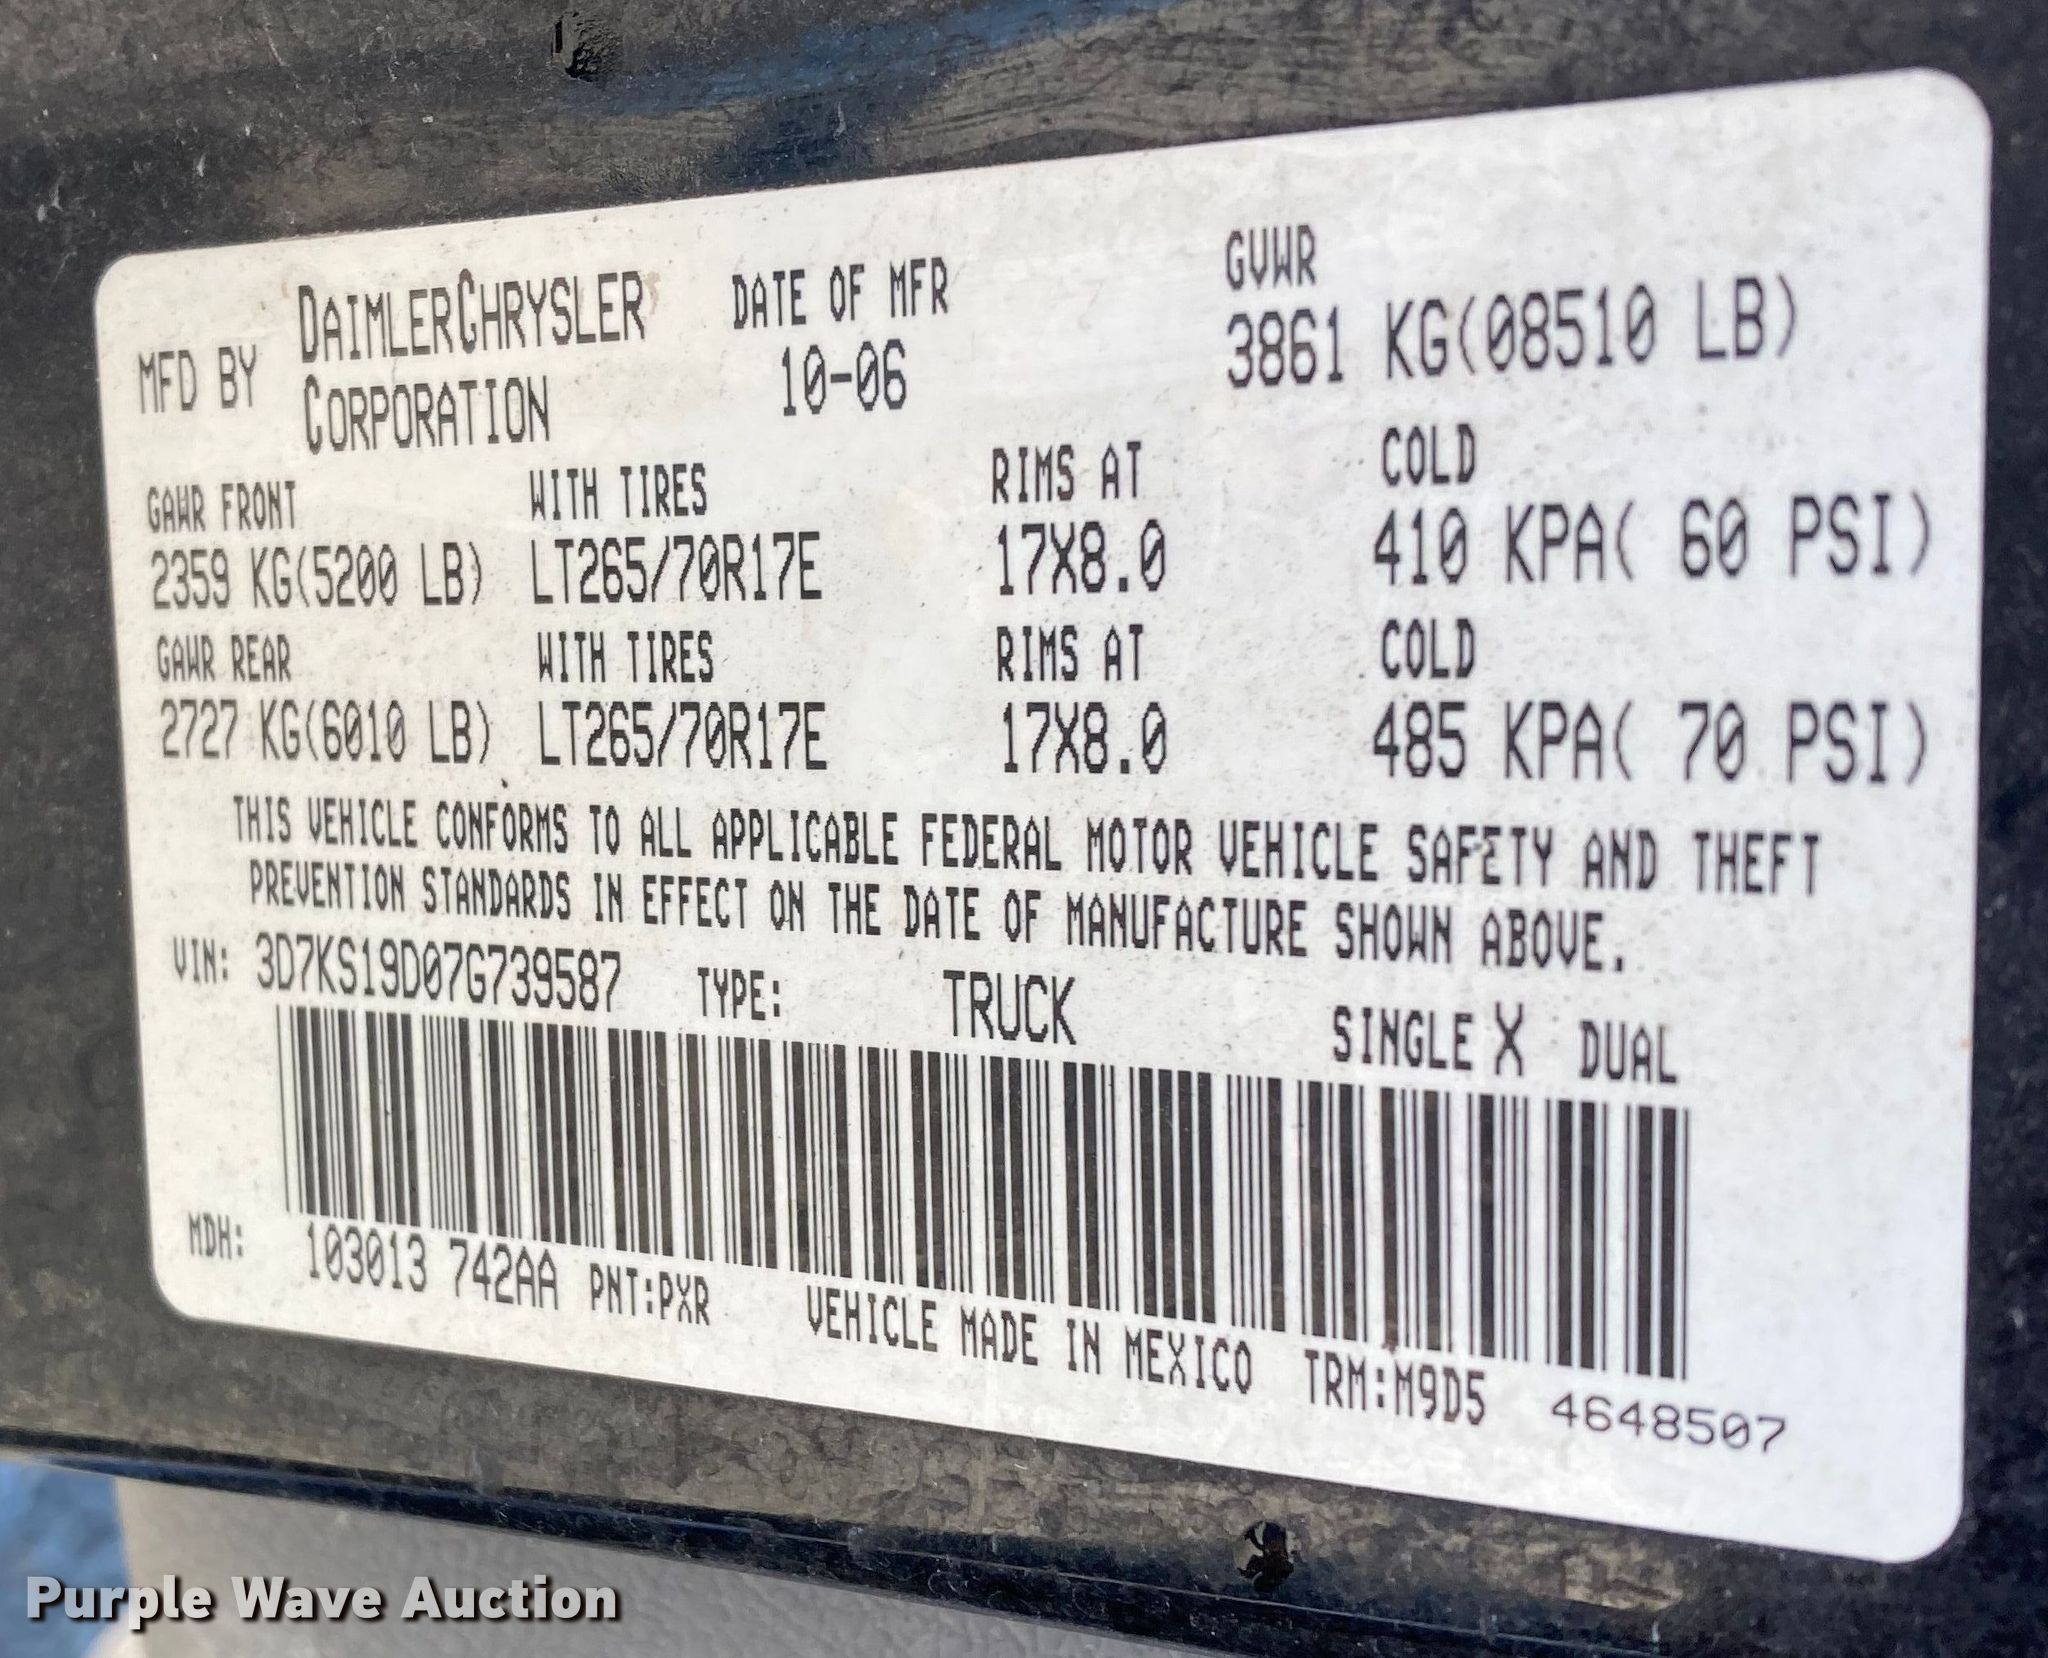 MFD BY DAIMLERCHRYSLER CORPORATION
DATE OF MFR
10-06
GVWR
3861 KG(08510 LB)
GAWR FRONT WITH TIRES RIMS AT COLD
2359 KG(5200 LB) LT265/70R17E 17X8.0 410 KPA( 60 PSI)
GAWR REAR WITH TIRES RIMS AT COLD
2727 KG(6010 LB) LT265/70R17E 17X8.0 485 KPA( 70 PSI)
THIS VEHICLE CONFORMS TO ALL APPLICABLE FEDERAL MOTOR VEHICLE SAFETY AND THEFT
PREVENTION STANDARDS IN EFFECT ON THE DATE OF MANUFACTURE SHOWN ABOVE.
VIN: 3D7KS19D07G739587 TYPE: TRUCK SINGLE X DUAL
MDH: 103013 742AA PNT:PXR VEHICLE MADE IN MEXICO TRM:M9D5 4648507
Purple Wave Auction